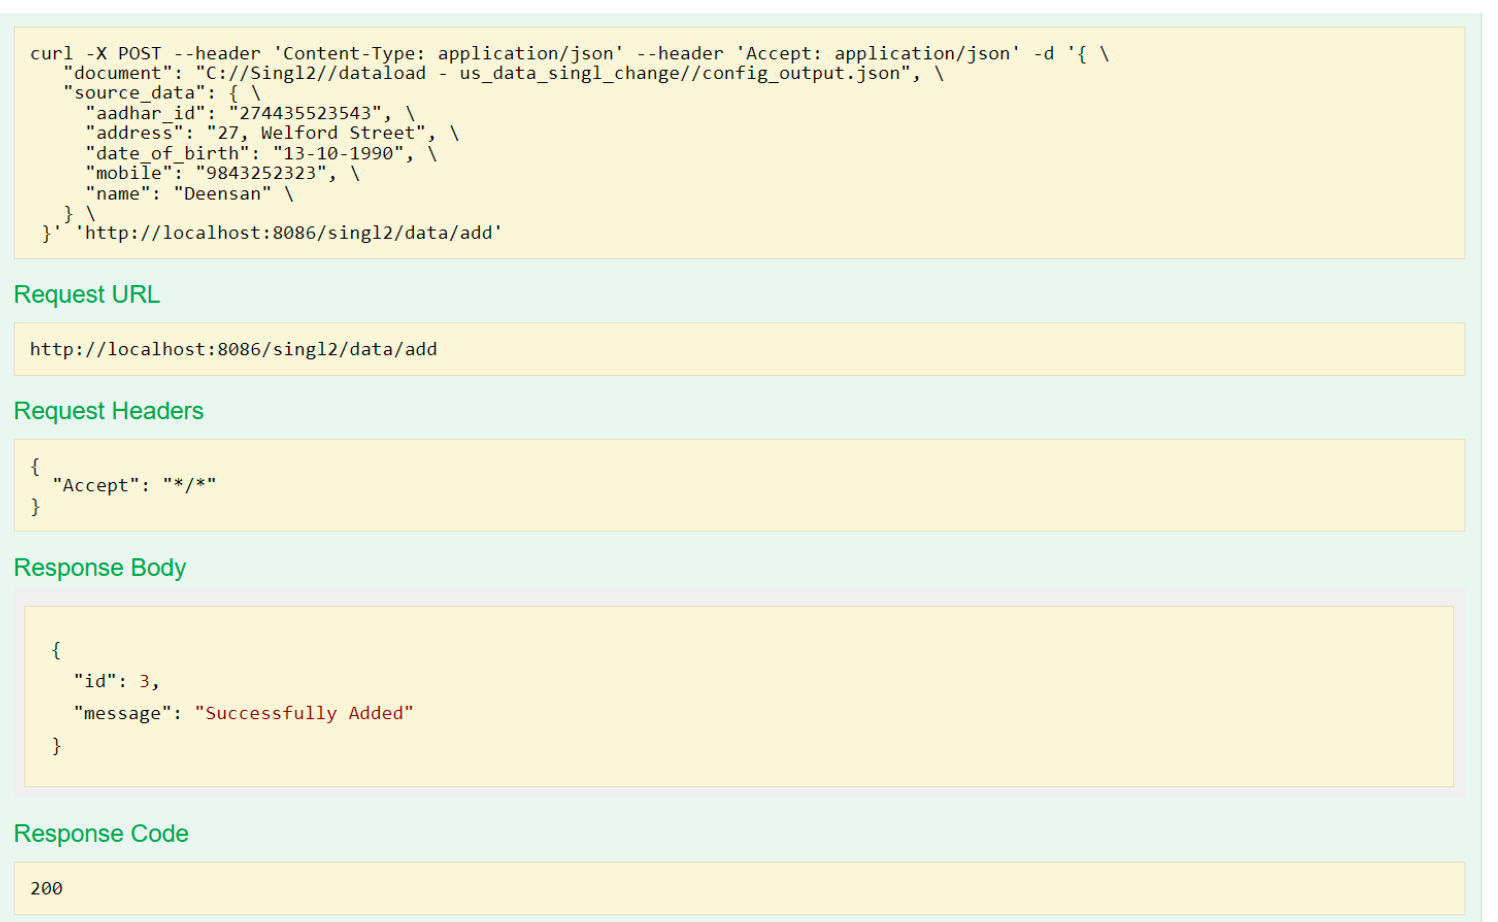 curl -X POST --header 'Content-Type: application/json' --header 'Accept: application/json' -d '{ \
   "document": "C://Singl2//dataload - us_data_singl_change//config_output.json", \
   "source_data": { \
     "aadhar_id": "274435523543", \
     "address": "27, Welford Street", \
     "date_of_birth": "13-10-1990", \
     "mobile": "9843252323", \
     "name": "Deensan" \
   } \
 }' 'http://localhost:8086/singl2/data/add'
Request URL
http://localhost:8086/singl2/data/add
Request Headers
{
  "Accept": "*/*"
}
Response Body
{
  "id": 3,
  "message": "Successfully Added"
}
Response Code
200